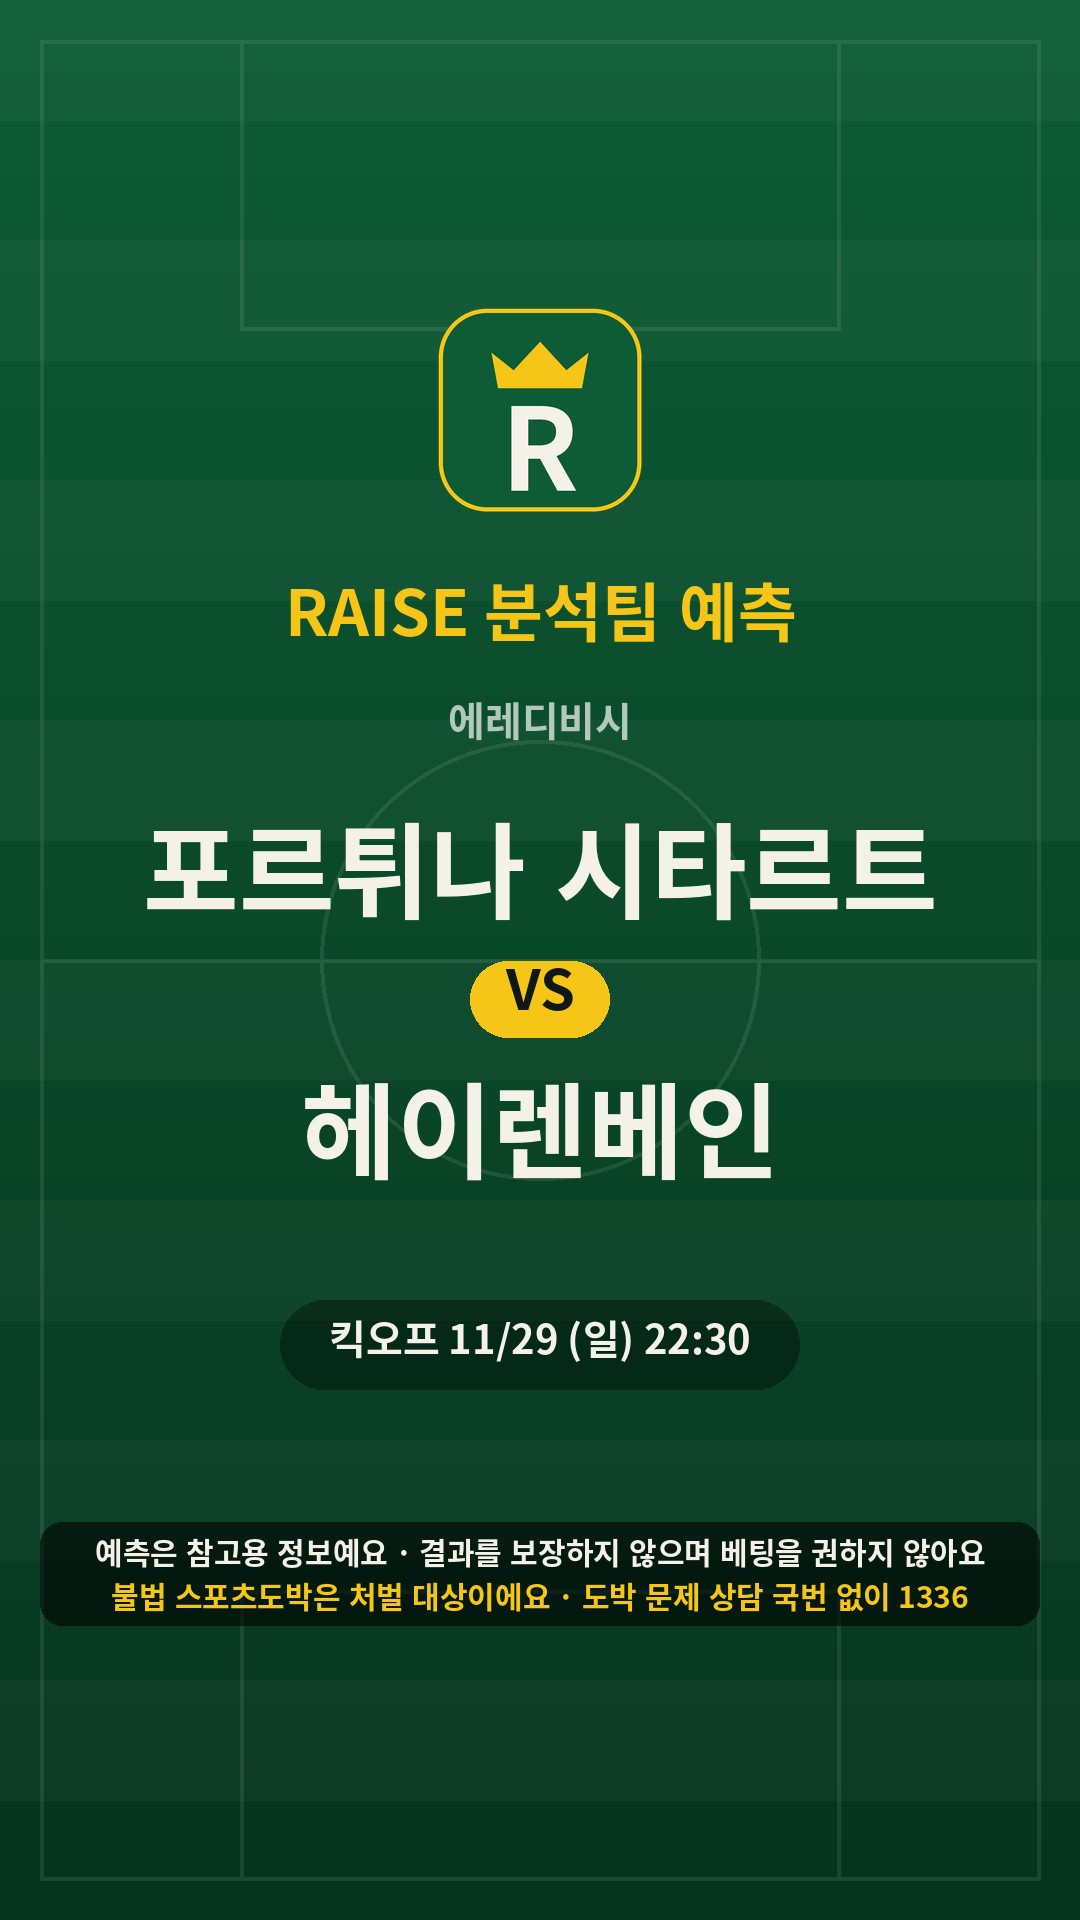 R
RAISE 분석팀 예측
에레디비시
포르튀나 시타르트
VS
헤이렌베인
킥오프 11/29 (일) 22:30
예측은 참고용 정보예요 · 결과를 보장하지 않으며 베팅을 권하지 않아요
불법 스포츠도박은 처벌 대상이에요 · 도박 문제 상담 국번 없이 1336